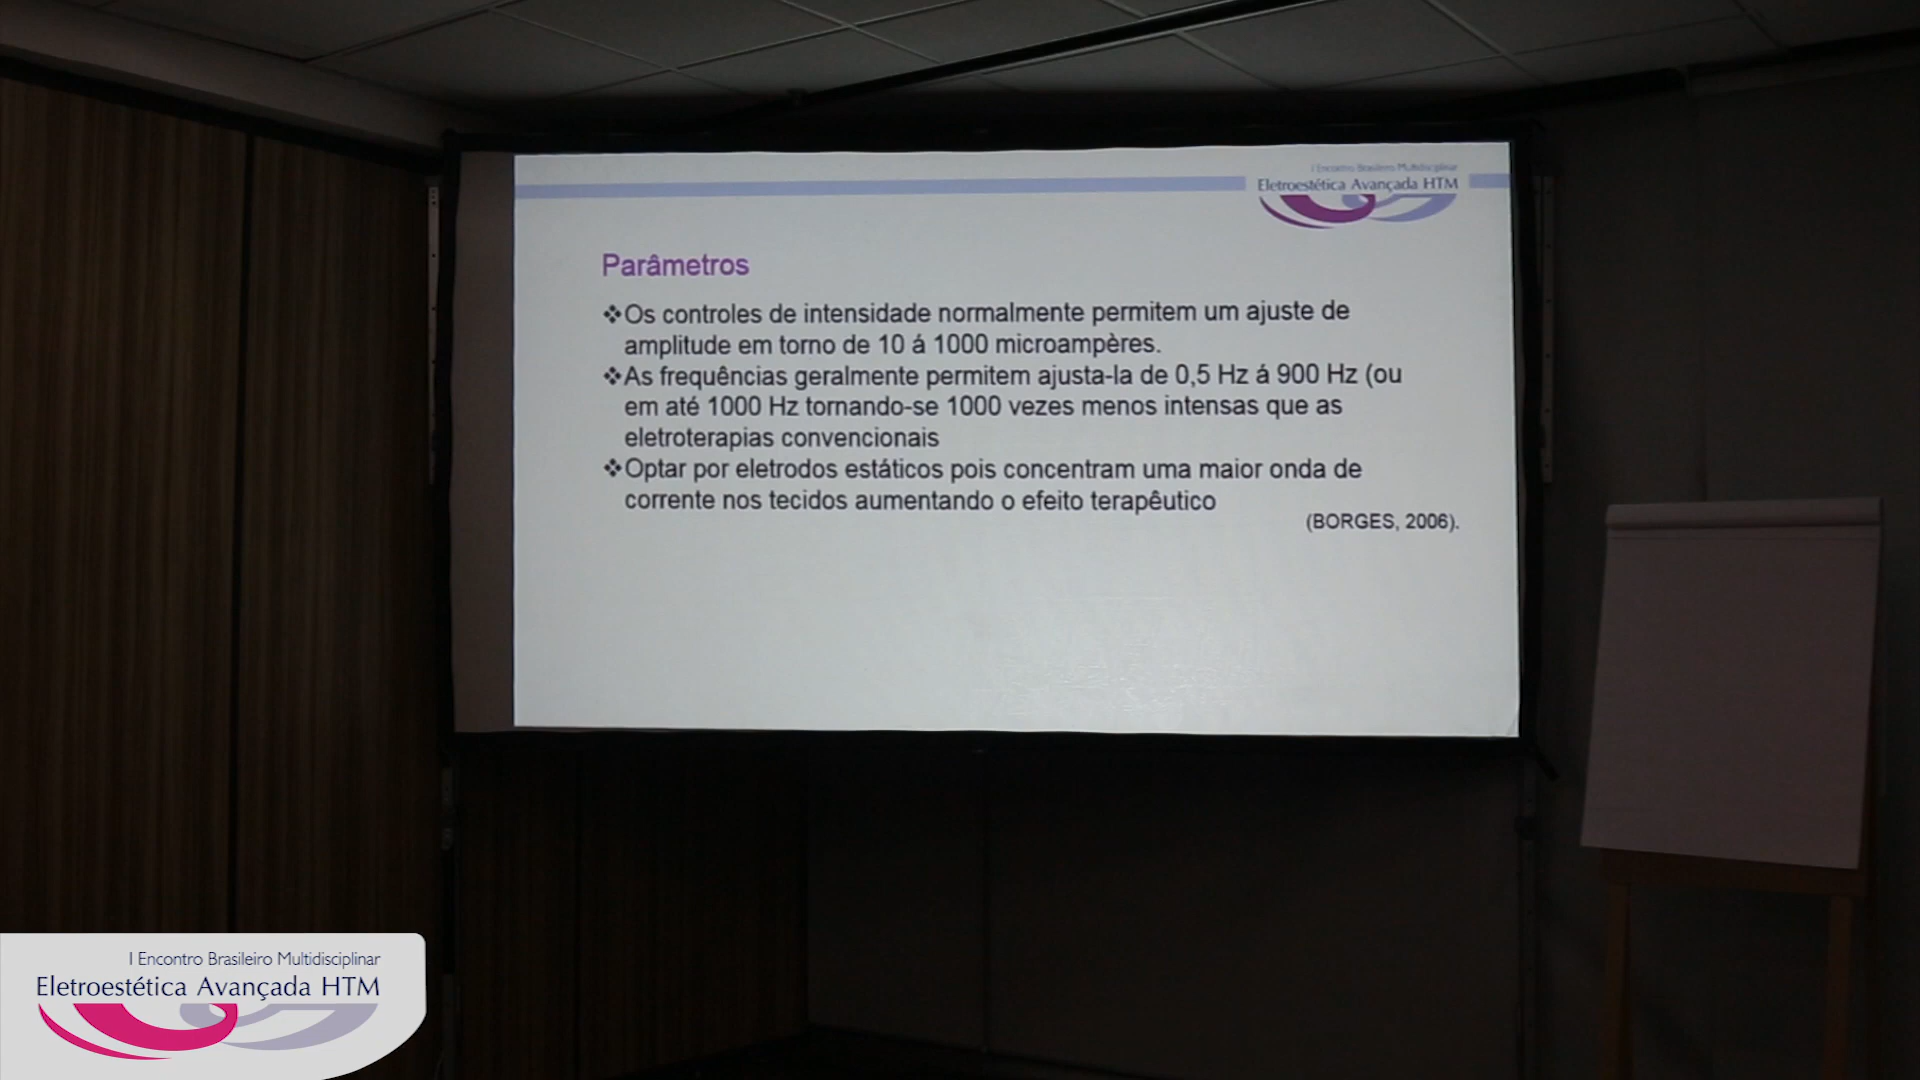 I Encontro Brasileiro Multidisciplinar
Eletroestética Avançada HTM
Parâmetros
❖Os controles de intensidade normalmente permitem um ajuste de
amplitude em torno de 10 á 1000 microampères.
❖As frequências geralmente permitem ajusta-la de 0,5 Hz á 900 Hz (ou
em até 1000 Hz tornando-se 1000 vezes menos intensas que as
eletroterapias convencionais
❖Optar por eletrodos estáticos pois concentram uma maior onda de
corrente nos tecidos aumentando o efeito terapêutico
(BORGES, 2006).
I Encontro Brasileiro Multidisciplinar
Eletroestética Avançada HTM